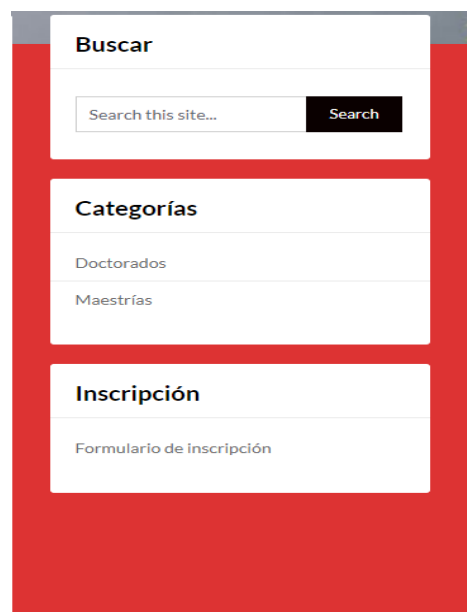 Buscar
Search this site...
Search
Categorías
Doctorados
Maestrías
Inscripción
Formulario de inscripción